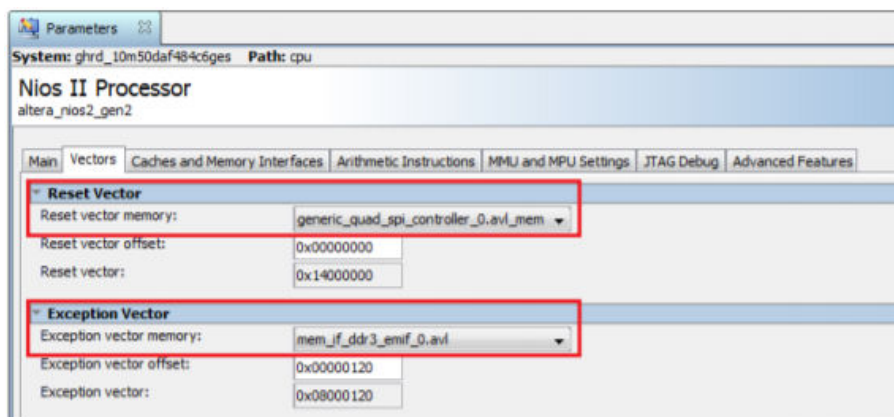 Parameters
System: ghrd_10m50daf484c6ges Path: cpu
Nios II Processor
altera_nios2_gen2
Main Vectors Caches and Memory Interfaces Arithmetic Instructions MMU and MPU Settings JTAG Debug Advanced Features
Reset Vector
Reset vector memory: generic_quad_spi_controller_0.avl_mem
Reset vector offset: 0x00000000
Reset vector: 0x14000000
Exception Vector
Exception vector memory: mem_if_ddr3_emif_0.avl
Exception vector offset: 0x00000120
Exception vector: 0x08000120